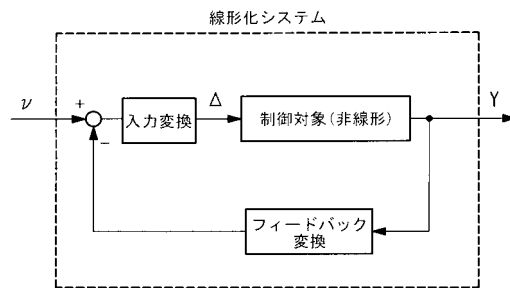 線形化システム
ν
+
−
入力変換
Δ
制御対象(非線形)
Y
フィードバック
変換